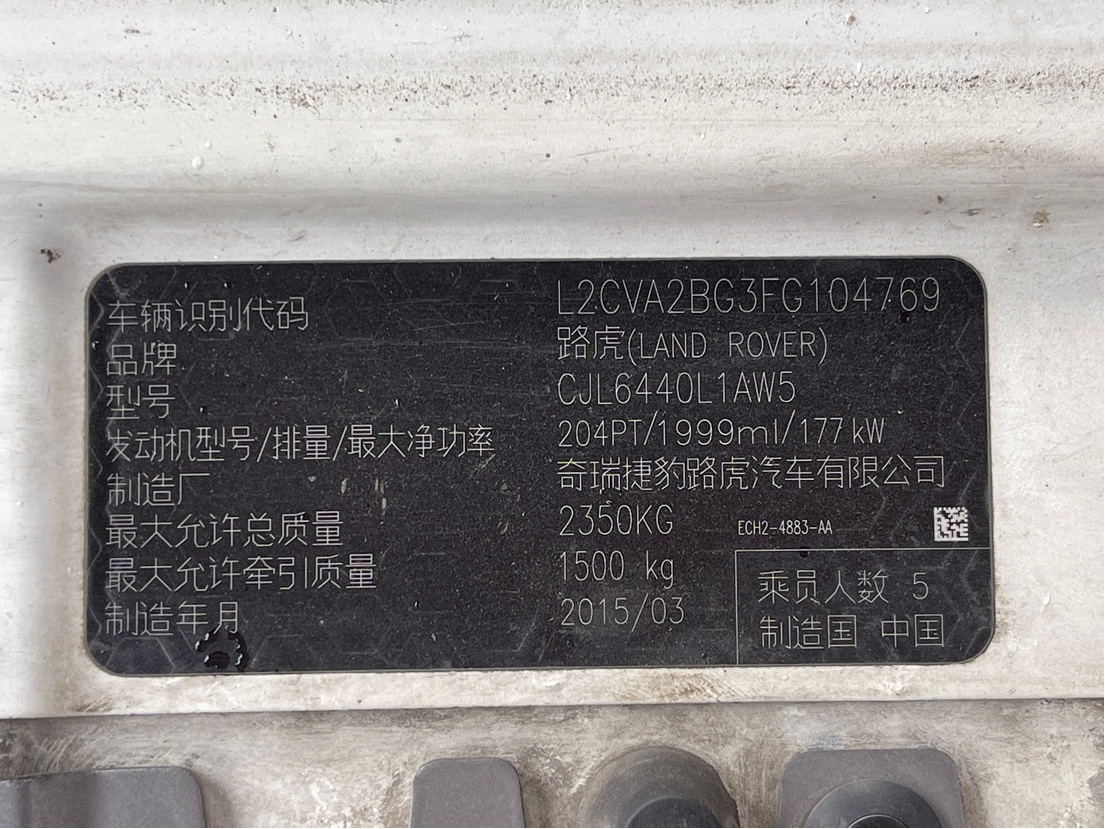 车辆识别代码 L2CVA2BG3FG104769
品牌 路虎(LAND ROVER)
型号 CJL6440L1AW5
发动机型号/排量/最大净功率 204PT/1999ml/177kW
制造厂 奇瑞捷豹路虎汽车有限公司
最大允许总质量 2350KG ECH2-4883-AA
最大允许牵引质量 1500 kg
制造年月 2015/03
乘员人数 5
制造国 中国